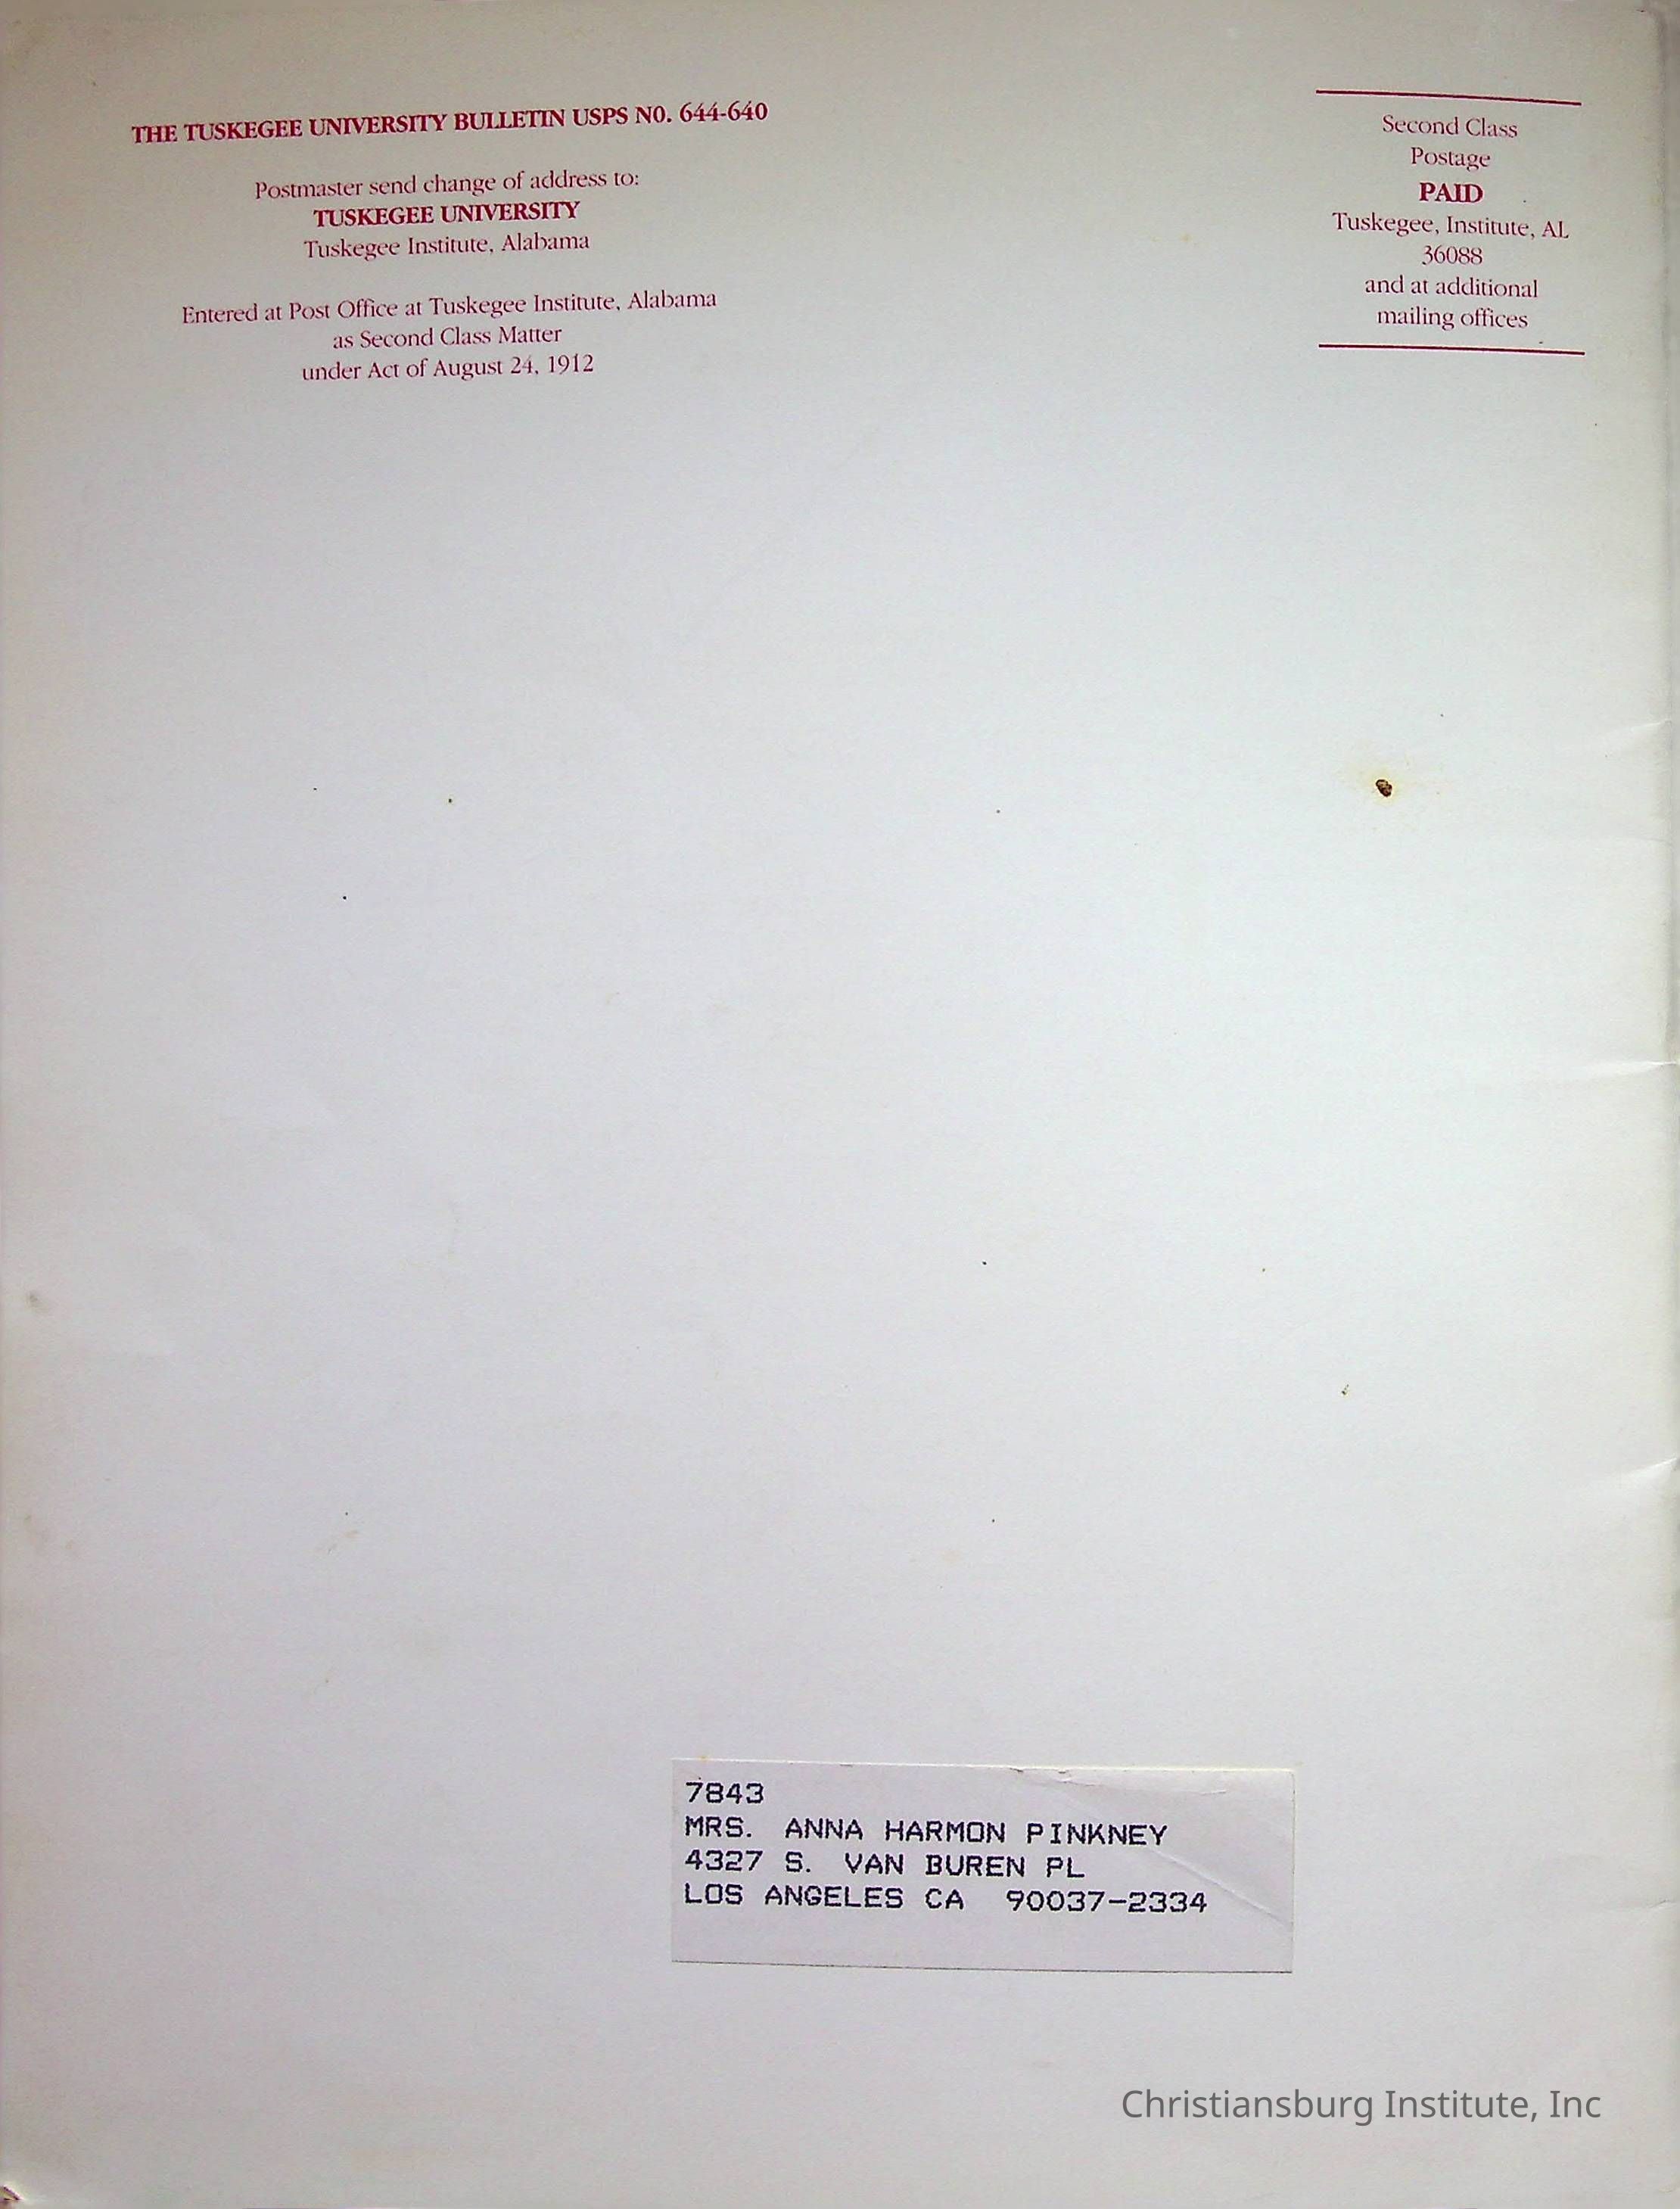 THE TUSKEGEE UNIVERSITY BULLETIN USPS NO. 644-640
Postmaster send change of address to:
TUSKEGEE UNIVERSITY
Tuskegee Institute, Alabama
Entered at Post Office at Tuskegee Institute, Alabama
as Second Class Matter
under Act of August 24, 1912
Second Class
Postage
PAID
Tuskegee, Institute, AL
36088
and at additional
mailing offices
7843
MRS. ANNA HARMON PINKNEY
4327 S. VAN BUREN PL
LOS ANGELES CA 90037-2334
Christiansburg Institute, Inc